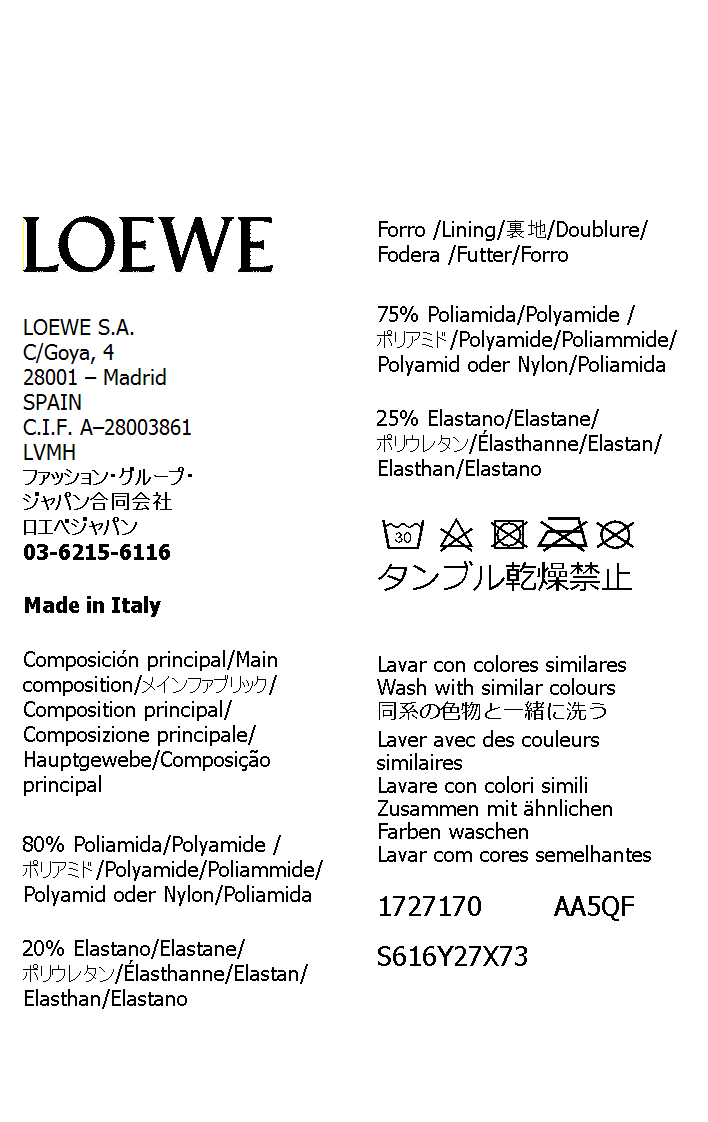 LOEWE
LOEWE S.A.
C/Goya, 4
28001 – Madrid
SPAIN
C.I.F. A–28003861
LVMH
ファッション・グループ・
ジャパン合同会社
ロエベジャパン
03-6215-6116
Made in Italy
Composición principal/Main
composition/メインファブリック/
Composition principal/
Composizione principale/
Hauptgewebe/Composição
principal
80% Poliamida/Polyamide /
ポリアミド/Polyamide/Poliammide/
Polyamid oder Nylon/Poliamida
20% Elastano/Elastane/
ポリウレタン/Élasthanne/Elastan/
Elasthan/Elastano
Forro /Lining/裏地/Doublure/
Fodera /Futter/Forro
75% Poliamida/Polyamide /
ポリアミド/Polyamide/Poliammide/
Polyamid oder Nylon/Poliamida
25% Elastano/Elastane/
ポリウレタン/Élasthanne/Elastan/
Elasthan/Elastano
30
タンブル乾燥禁止
Lavar con colores similares
Wash with similar colours
同系の色物と一緒に洗う
Laver avec des couleurs
similaires
Lavare con colori simili
Zusammen mit ähnlichen
Farben waschen
Lavar com cores semelhantes
1727170 AA5QF
S616Y27X73